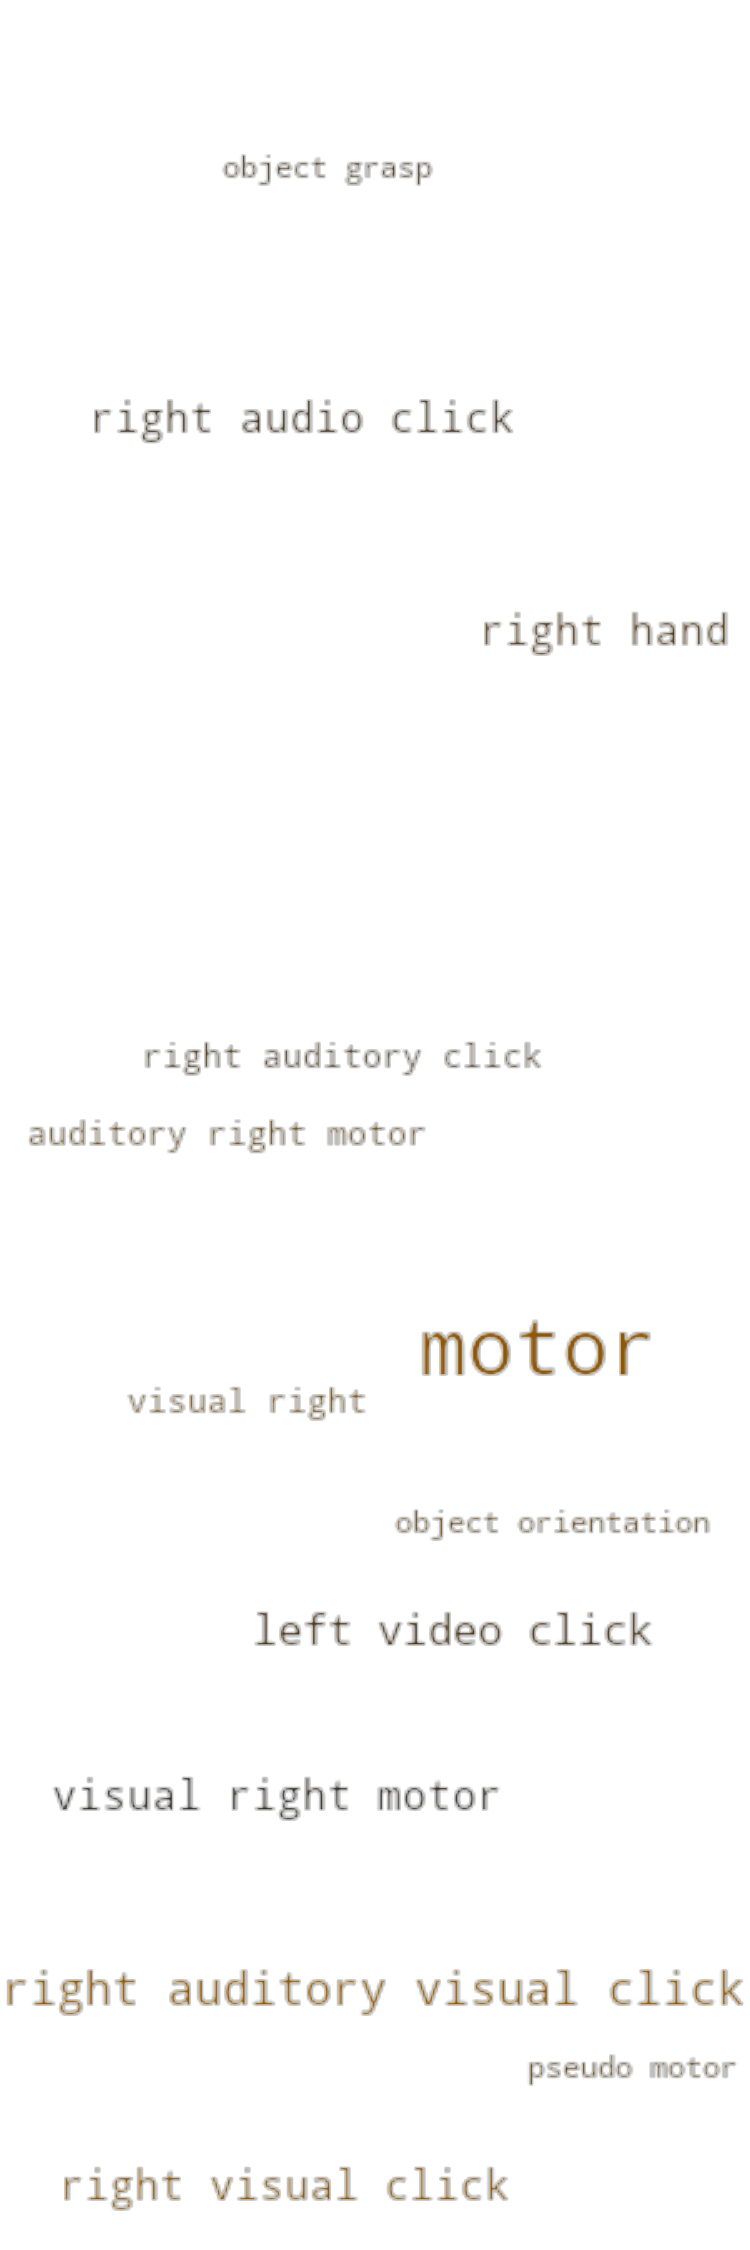 object grasp
right audio click
right hand
right auditory click
auditory right motor
motor
visual right
object orientation
left video click
visual right motor
right auditory visual click
pseudo motor
right visual click